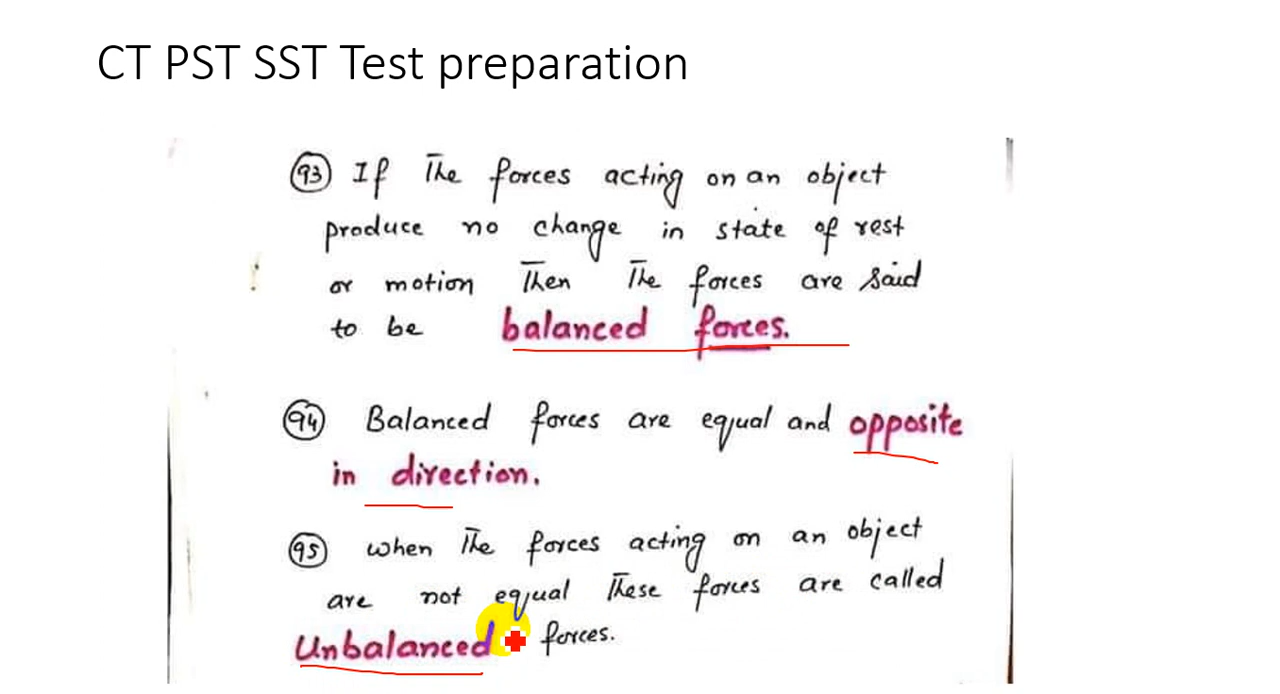 CT PST SST Test preparation
93 If The forces acting on an object
produce no change in state of rest
or motion Then The forces are said
to be balanced forces.
94 Balanced forces are equal and opposite
in direction.
95 when The forces acting on an object
are not equal These forces are called
Unbalanced forces.